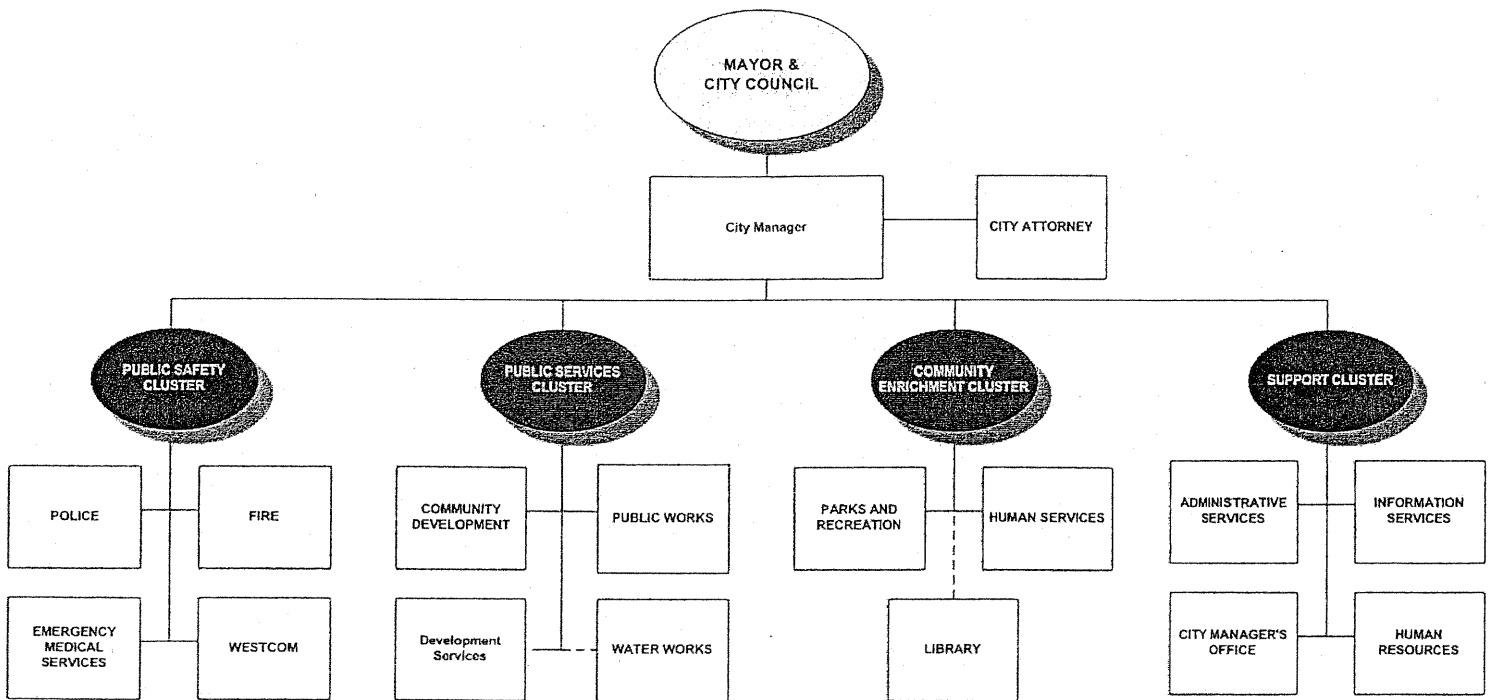 MAYOR &
CITY COUNCIL
City Manager
CITY ATTORNEY
PUBLIC SAFETY
CLUSTER
PUBLIC SERVICES
CLUSTER
COMMUNITY
ENRICHMENT CLUSTER
SUPPORT CLUSTER
POLICE
FIRE
COMMUNITY
DEVELOPMENT
PUBLIC WORKS
PARKS AND
RECREATION
HUMAN SERVICES
ADMINISTRATIVE
SERVICES
INFORMATION
SERVICES
EMERGENCY
MEDICAL
SERVICES
WESTCOM
Development
Services
WATER WORKS
LIBRARY
CITY MANAGER'S
OFFICE
HUMAN
RESOURCES